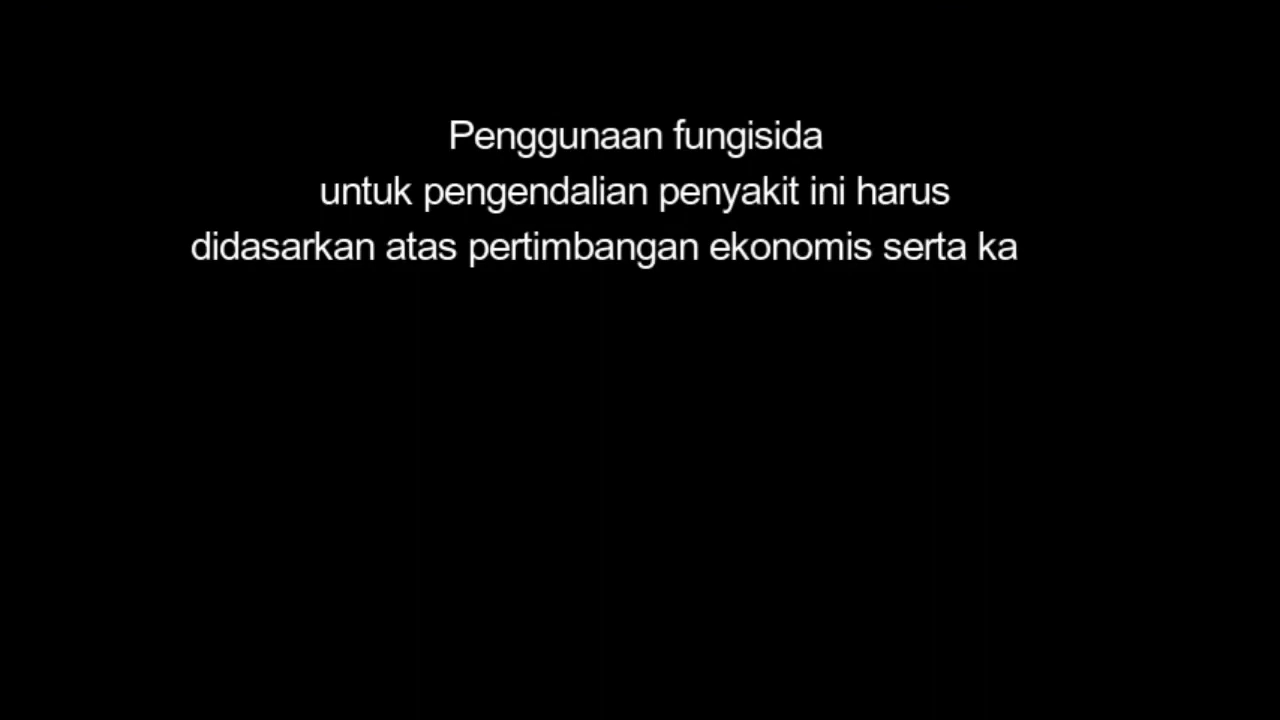 Penggunaan fungisida
untuk pengendalian penyakit ini harus
didasarkan atas pertimbangan ekonomis serta ka